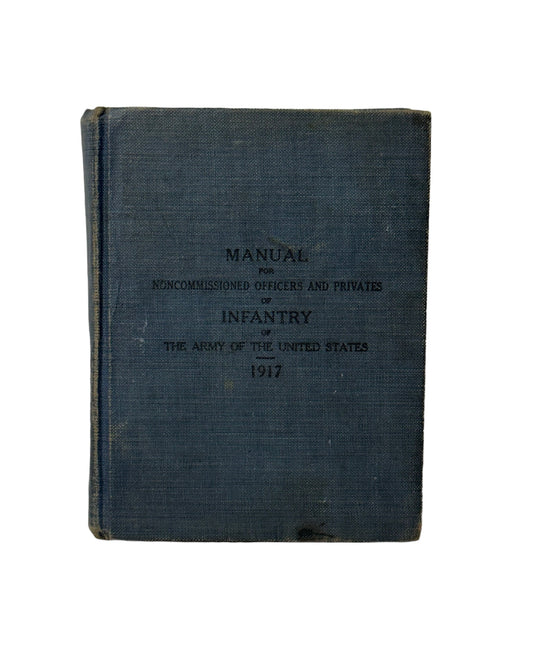 MANUAL
FOR
NONCOMMISSIONED OFFICERS AND PRIVATES
OF
INFANTRY
OF
THE ARMY OF THE UNITED STATES
1917